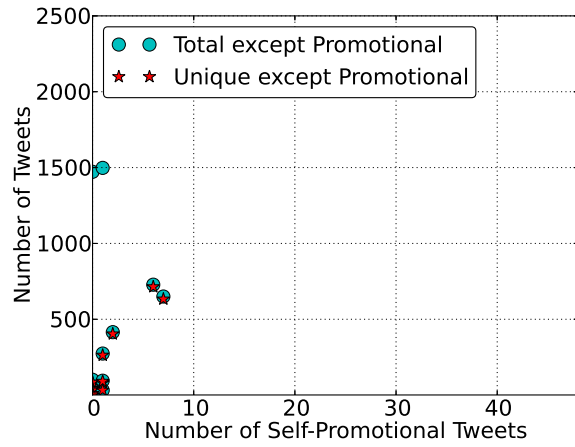 2500
2000
1500
1000
500
Number of Tweets
Total except Promotional
Unique except Promotional
0 10 20 30 40
Number of Self-Promotional Tweets